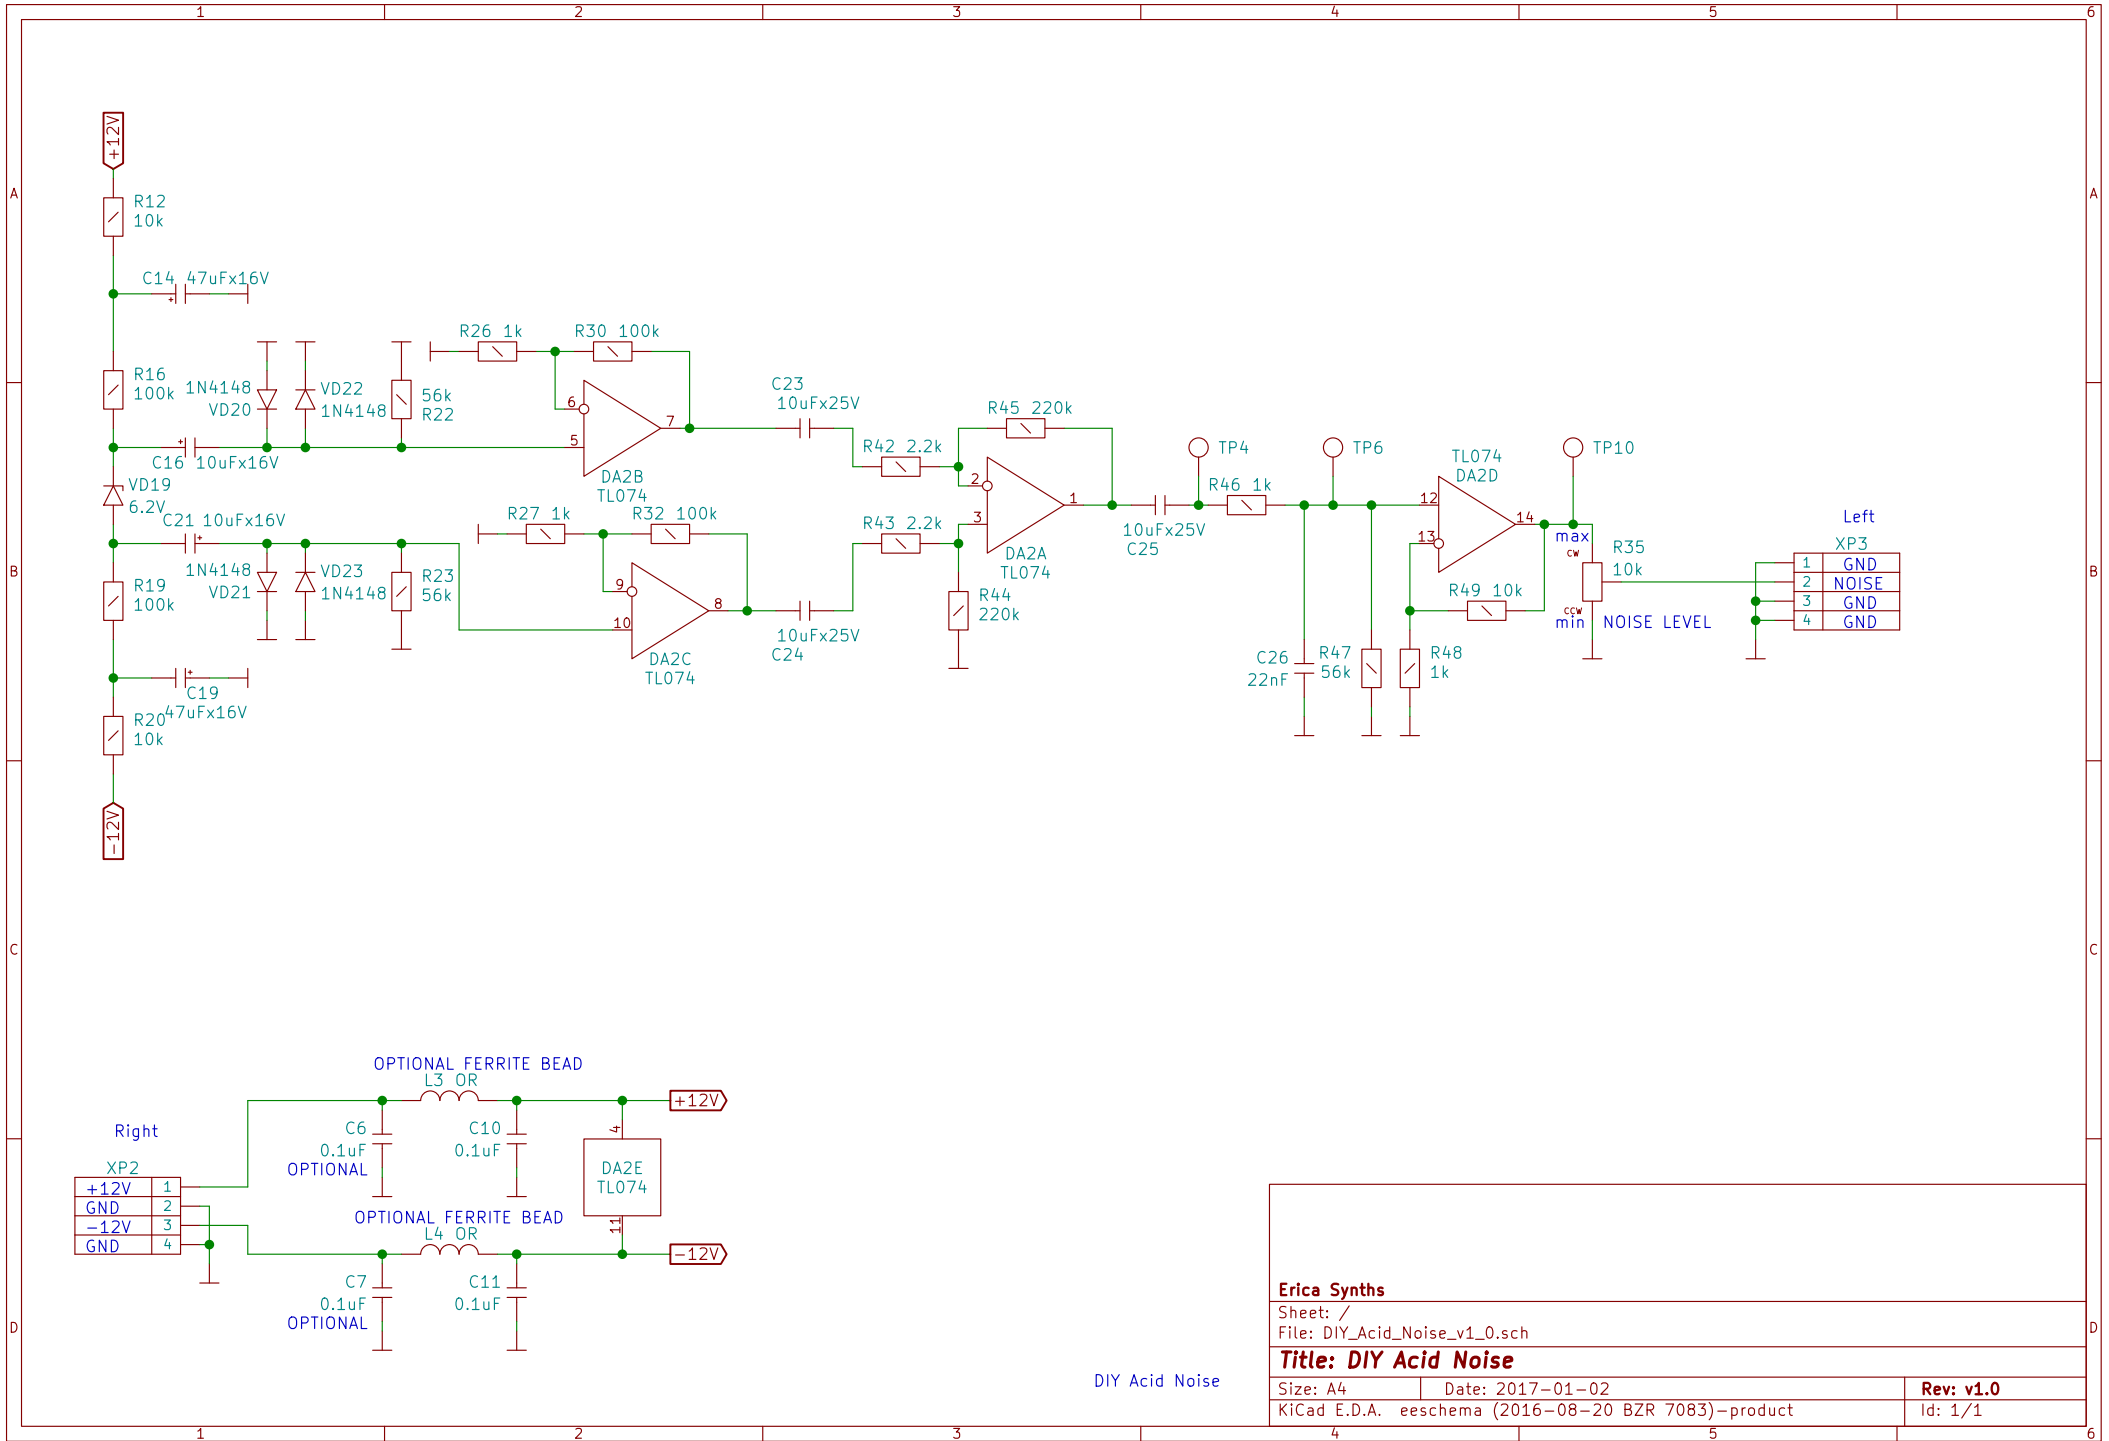 1 2 3 4 5 6
A A
+12V
R12
10k
C14 47uFx16V
R26 1k R30 100k
R16
100k
1N4148
VD20
VD22
1N4148
56k
R22
6
5
7
DA2B
TL074
C16 10uFx16V
VD19
6.2V
C21 10uFx16V
C23
10uFx25V
R42 2.2k
R45 220k
2
3
1
DA2A
TL074
R43 2.2k
R44
220k
R27 1k R32 100k
1N4148
VD21
VD23
1N4148
R23
56k
9
10
8
DA2C
TL074
10uFx25V
C24
R19
100k
C19
47uFx16V
R20
10k
-12V
10uFx25V
C25
TP4
R46 1k
TP6
TL074
DA2D
12
13
14
TP10
max
cw
R35
10k
ccw
min NOISE LEVEL
R49 10k
C26
22nF
R47
56k
R48
1k
Left
XP3
1 GND
2 NOISE
3 GND
4 GND
B B
C C
OPTIONAL FERRITE BEAD
L3 0R
+12V
Right
XP2
+12V 1
GND 2
-12V 3
GND 4
C6
0.1uF
OPTIONAL
C10
0.1uF
4
DA2E
TL074
11
OPTIONAL FERRITE BEAD
L4 0R
-12V
C7
0.1uF
OPTIONAL
C11
0.1uF
D D
DIY Acid Noise
Erica Synths
Sheet: /
File: DIY_Acid_Noise_v1_0.sch
Title: DIY Acid Noise
Size: A4 Date: 2017-01-02 Rev: v1.0
KiCad E.D.A. eeschema (2016-08-20 BZR 7083)-product Id: 1/1
1 2 3 4 5 6